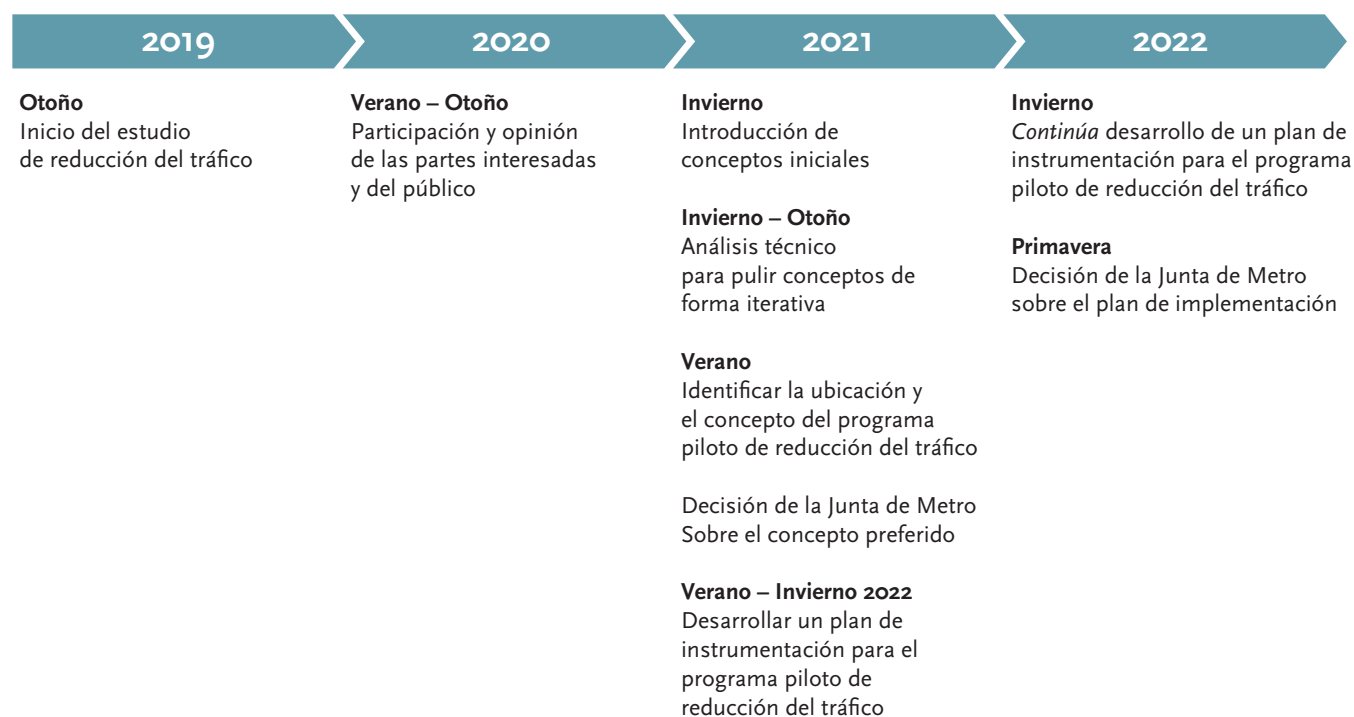 2019
2020
2021
2022
Otoño
Inicio del estudio
de reducción del tráfico
Verano – Otoño
Participación y opinión
de las partes interesadas
y del público
Invierno
Introducción de
conceptos iniciales
Invierno – Otoño
Análisis técnico
para pulir conceptos de
forma iterativa
Verano
Identificar la ubicación y
el concepto del programa
piloto de reducción del tráfico
Decisión de la Junta de Metro
Sobre el concepto preferido
Verano – Invierno 2022
Desarrollar un plan de
instrumentación para el
programa piloto de
reducción del tráfico
Invierno
Continúa desarrollo de un plan de
instrumentación para el programa
piloto de reducción del tráfico
Primavera
Decisión de la Junta de Metro
sobre el plan de implementación